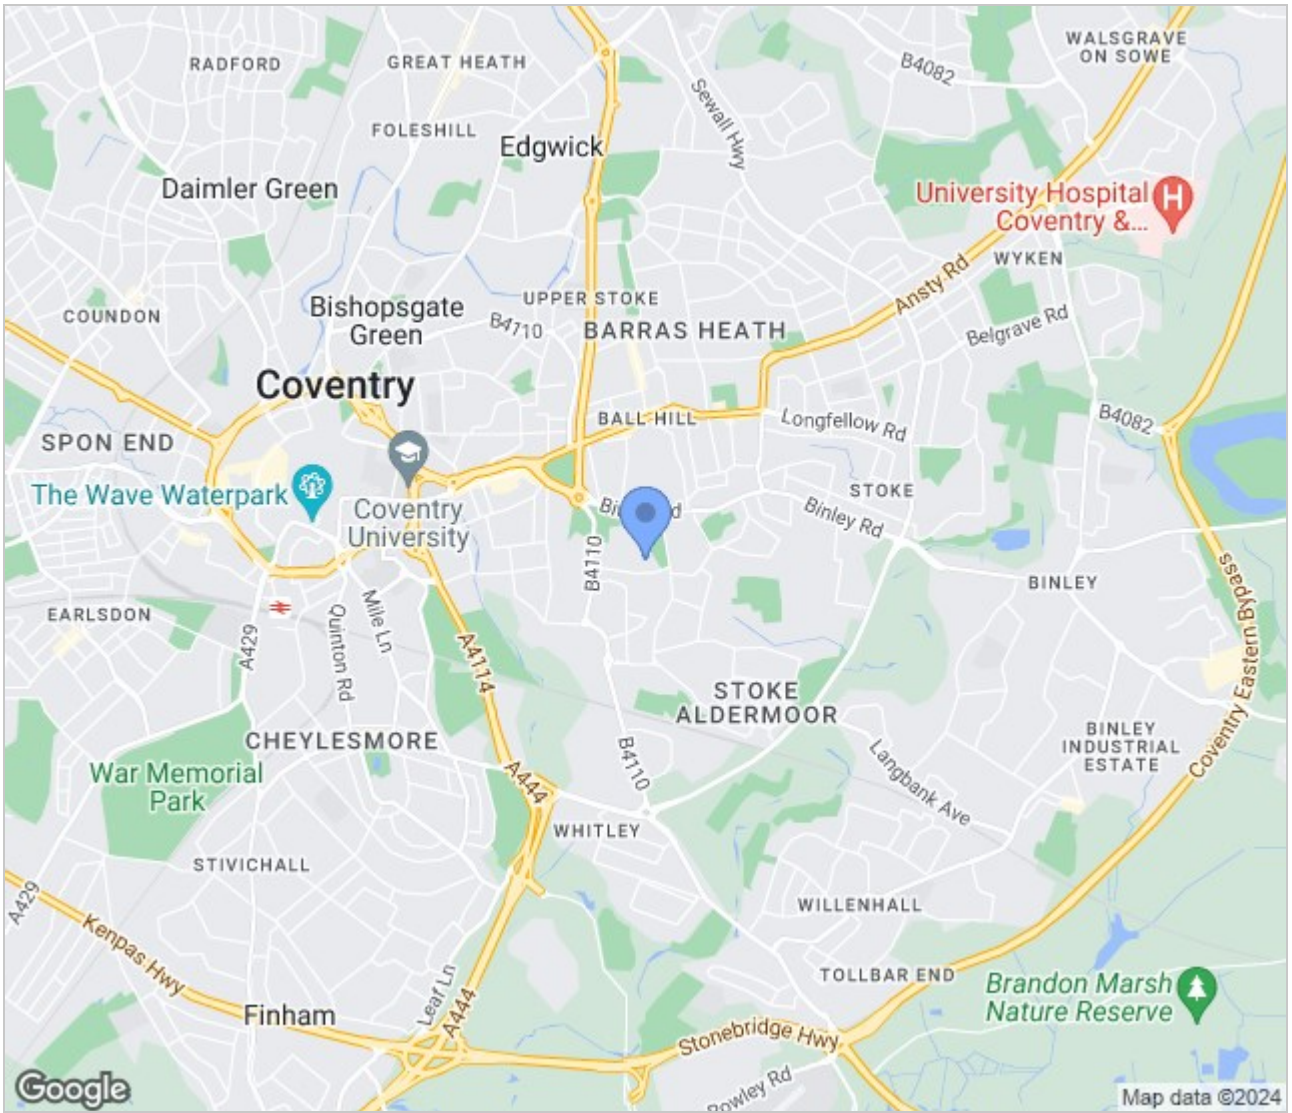 WALSGRAVE
ON SOWE
RADFORD
GREAT HEATH
B4082
Sewall Hwy
FOLESHILL
Edgwick
Daimler Green
University Hospital
Coventry &...
WYKEN
Ansty Rd
UPPER STOKE
Bishopsgate
Green
COUNDON
B4710
BARRAS HEATH
Belgrave Rd
Coventry
BALL HILL
Longfellow Rd
B4082
SPON END
The Wave Waterpark
STOKE
Coventry
University
Binley Rd
B4110
BINLEY
Coventry Eastern Bypass
EARLSDON
A429
Quinton Rd
Mile Ln
A4114
STOKE
ALDERMOOR
CHEYLESMORE
BINLEY
INDUSTRIAL
ESTATE
War Memorial
Park
A444
B4110
Langbank Ave
WHITLEY
STIVICHALL
A429
WILLENHALL
Kenpas Hwy
TOLLBAR END
Brandon Marsh
Nature Reserve
Leaf Ln
A444
Finham
Stonebridge Hwy
Rowley Rd
Google
Map data ©2024